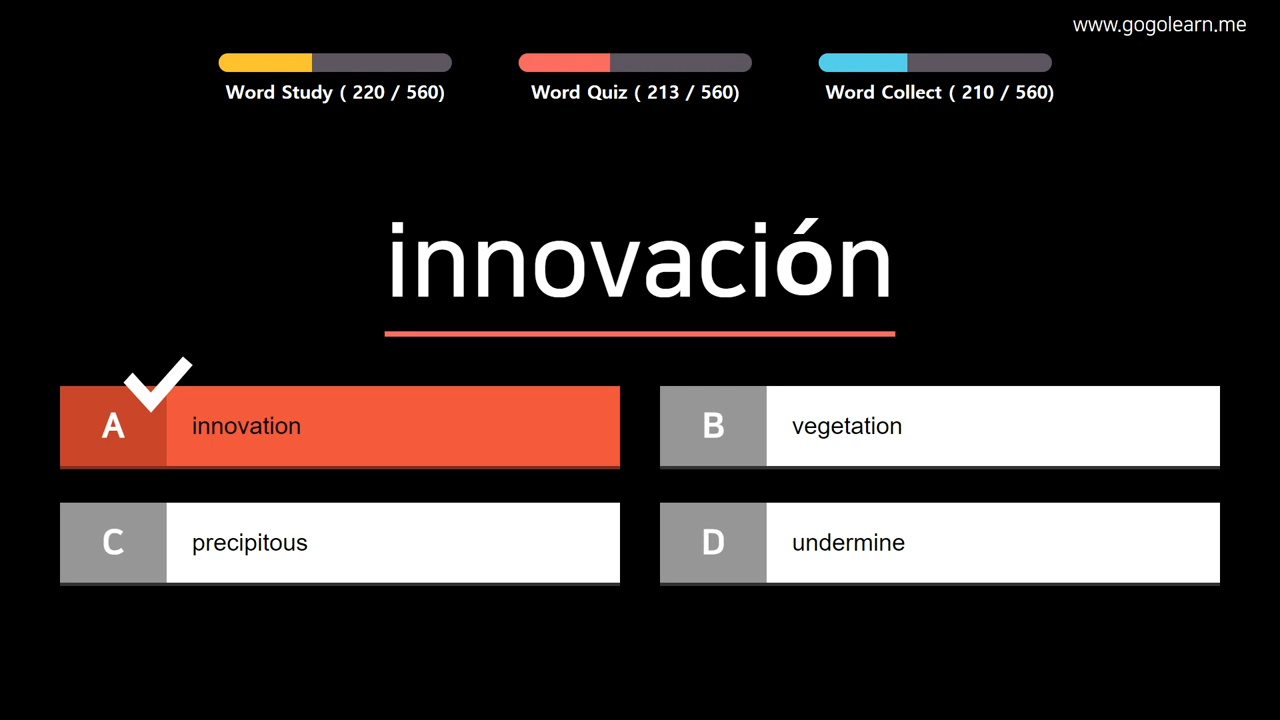 www.gogolearn.me
Word Study ( 220 / 560)
Word Quiz ( 213 / 560)
Word Collect ( 210 / 560)
innovación
A innovation
B vegetation
C precipitous
D undermine